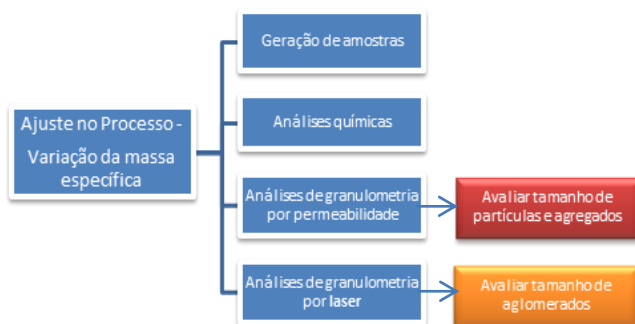 Geração de amostras
Ajuste no Processo -
Variação da massa
específica
Análises químicas
Análises de granulometria
por permeabilidade
Avaliar tamanho de
partículas e agregados
Análises de granulometria
por laser
Avaliar tamanho de
aglomerados